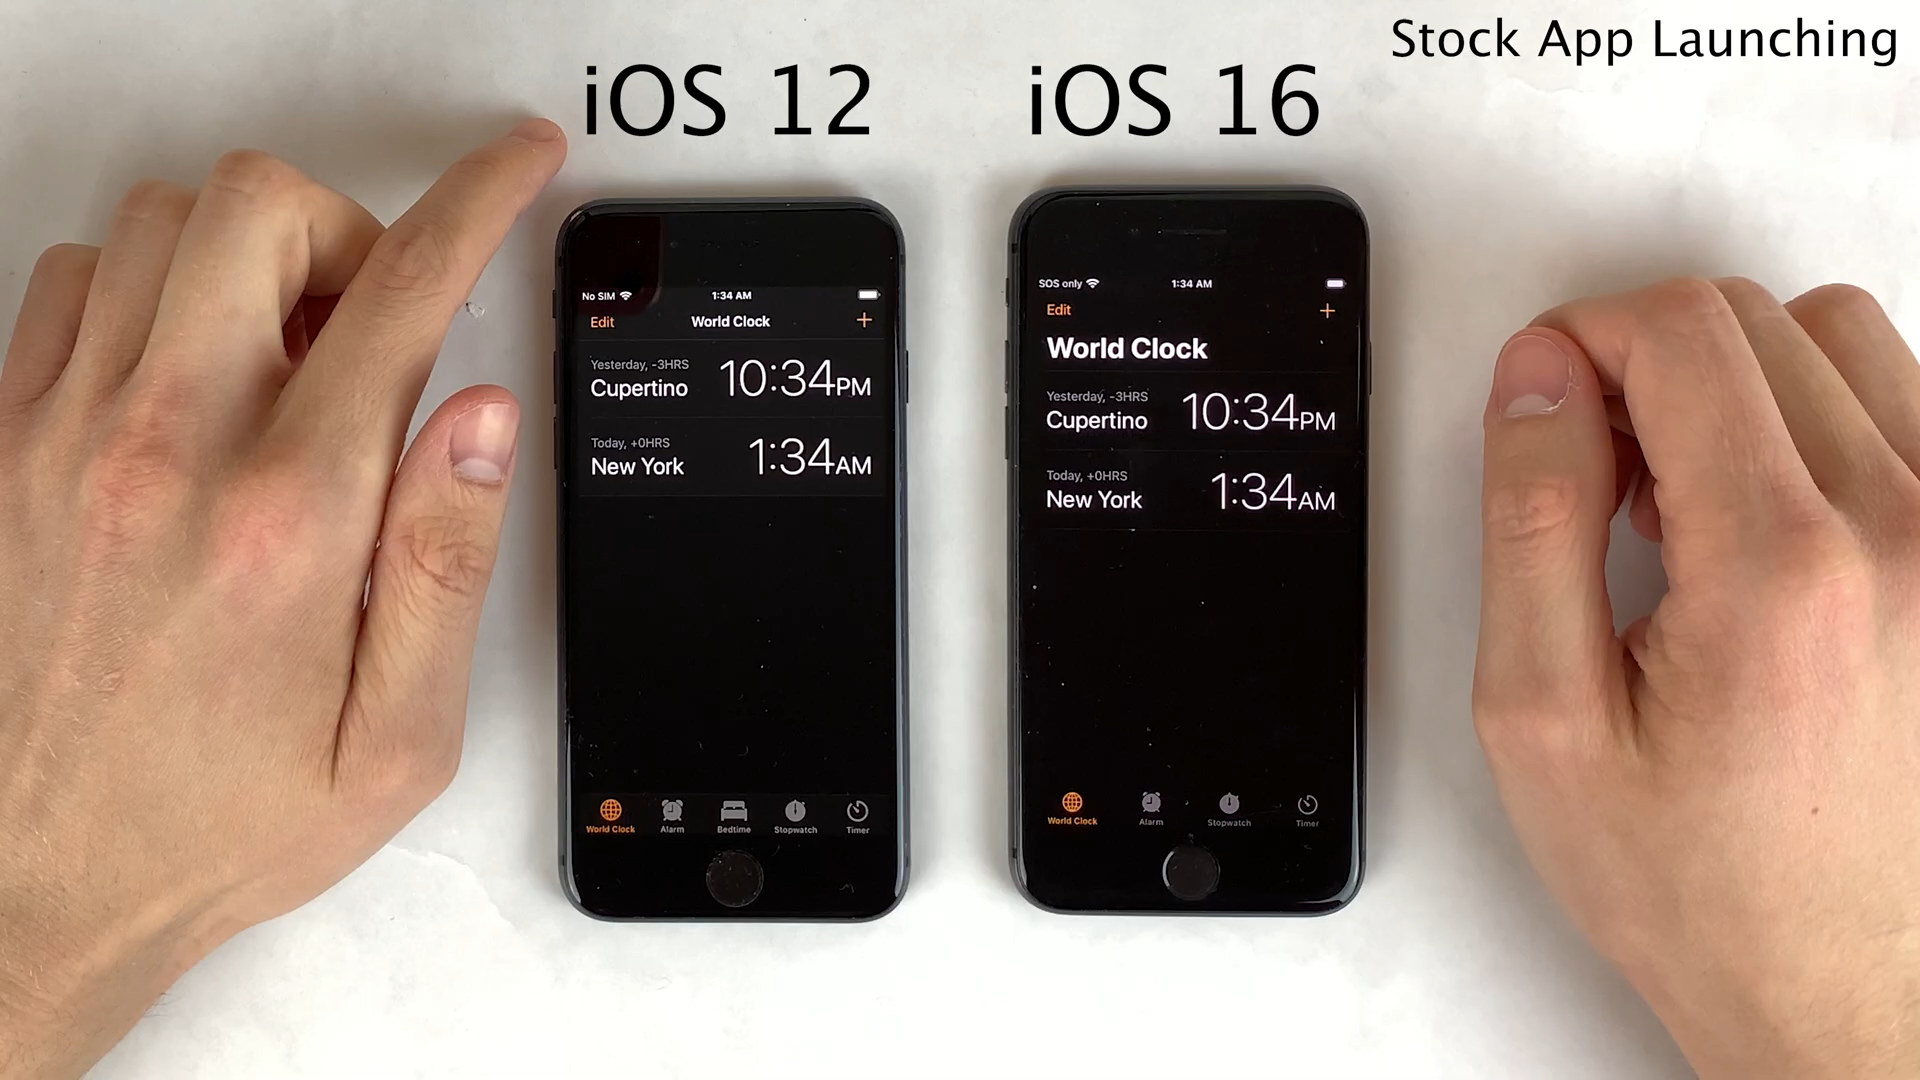 Stock App Launching
iOS 12
iOS 16
No SIM
1:34 AM
Edit
World Clock
+
Yesterday, -3HRS
Cupertino
10:34PM
Today, +0HRS
New York
1:34AM
World Clock
Alarm
Bedtime
Stopwatch
Timer
SOS only
1:34 AM
Edit
+
World Clock
Yesterday, -3HRS
Cupertino
10:34PM
Today, +0HRS
New York
1:34AM
World Clock
Alarm
Stopwatch
Timer